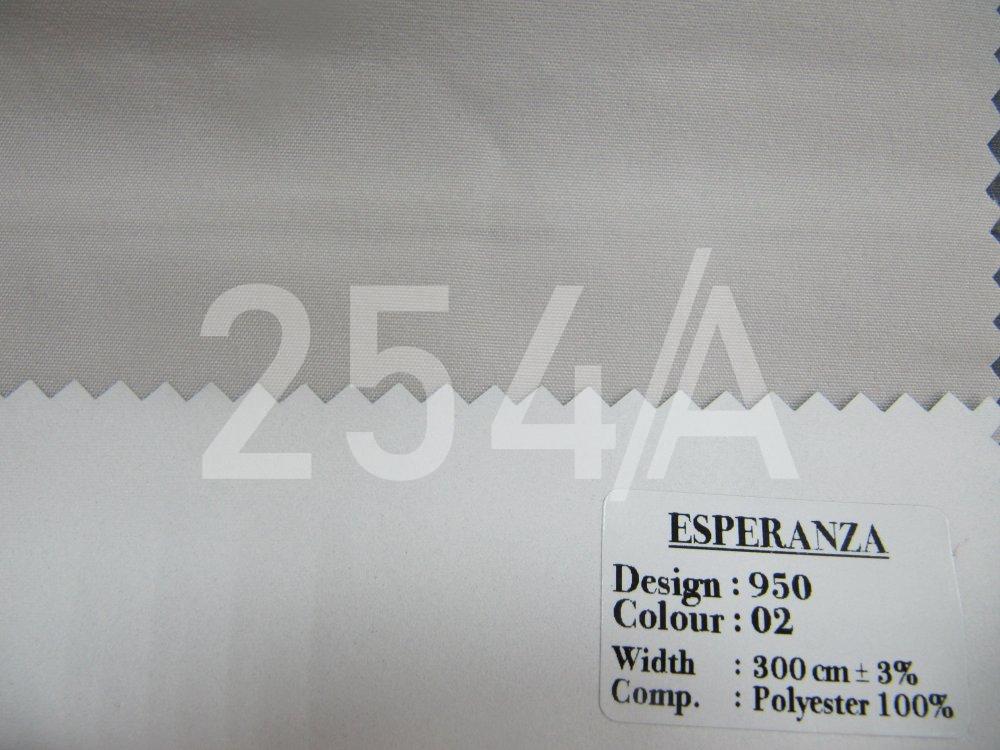 254//A
ESPERANZA
Design : 950
Colour : 02
Width : 300 cm ± 3%
Comp. : Polyester 100%